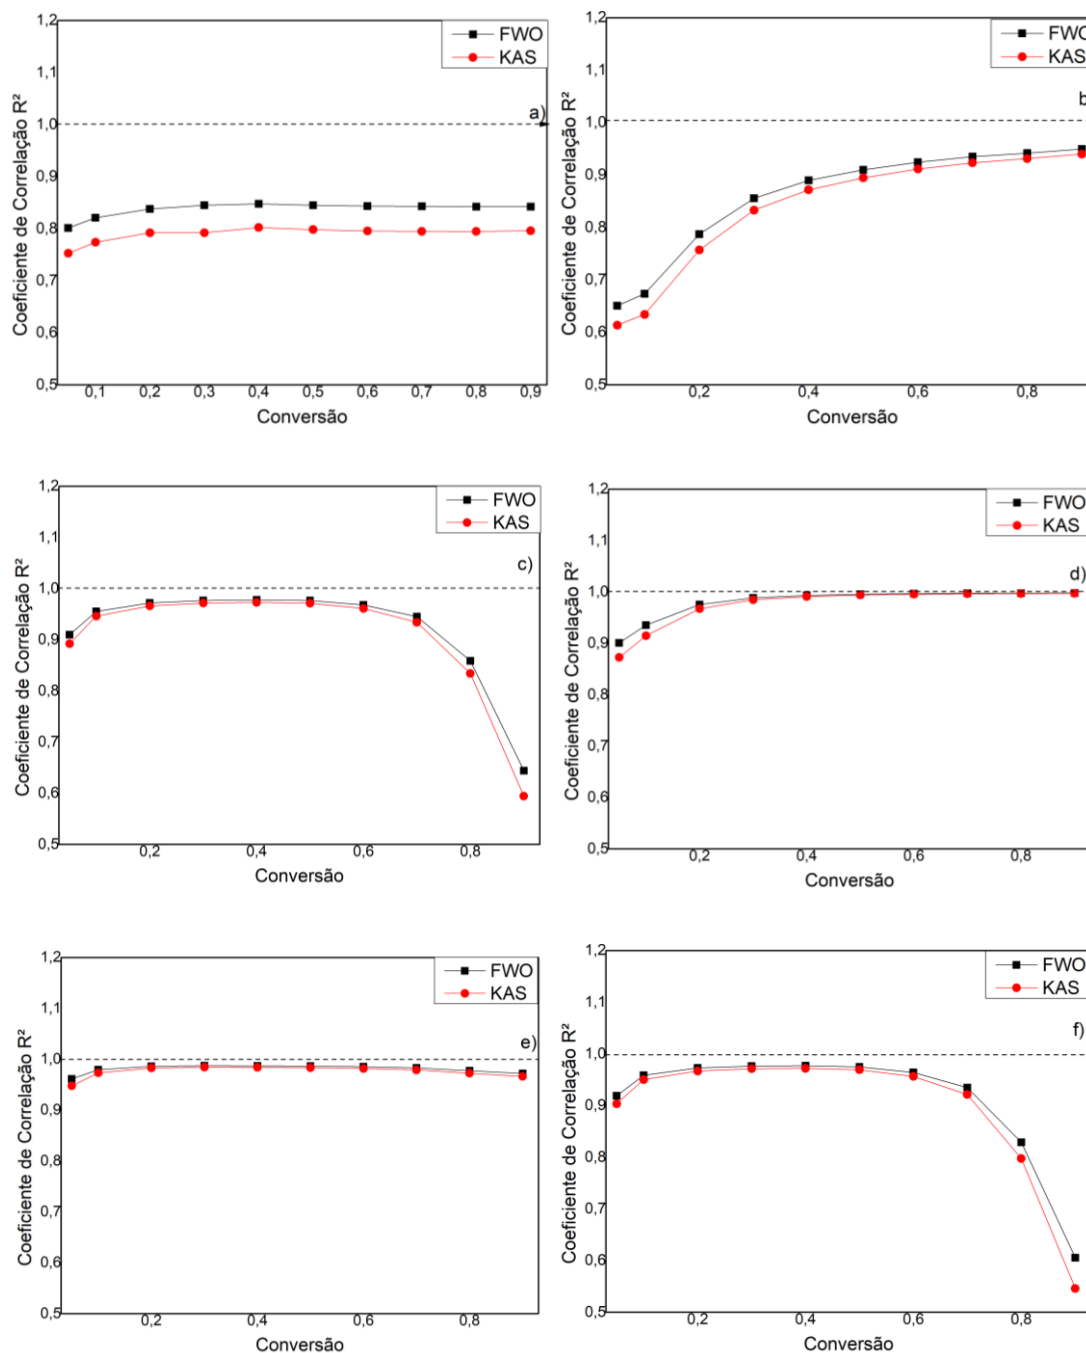 1,2
1,1
1,0
0,9
0,8
0,7
0,6
0,5
Coeficiente de Correlação R²
FWO
KAS
a)
0,1 0,2 0,3 0,4 0,5 0,6 0,7 0,8 0,9
Conversão
1,2
1,1
1,0
0,9
0,8
0,7
0,6
0,5
Coeficiente de Correlação R²
FWO
KAS
b
0,2 0,4 0,6 0,8
Conversão
1,2
1,1
1,0
0,9
0,8
0,7
0,6
0,5
Coeficiente de Correlação R²
FWO
KAS
c)
0,2 0,4 0,6 0,8
Conversão
1,2
1,1
1,0
0,9
0,8
0,7
0,6
0,5
Coeficiente de Correlação R²
FWO
KAS
d)
0,2 0,4 0,6 0,8
Conversão
1,2
1,1
1,0
0,9
0,8
0,7
0,6
0,5
Coeficiente de Correlação R²
FWO
KAS
e)
0,2 0,4 0,6 0,8
Conversão
1,2
1,1
1,0
0,9
0,8
0,7
0,6
0,5
Coeficiente de Correlação R²
FWO
KAS
f)
0,2 0,4 0,6 0,8
Conversão